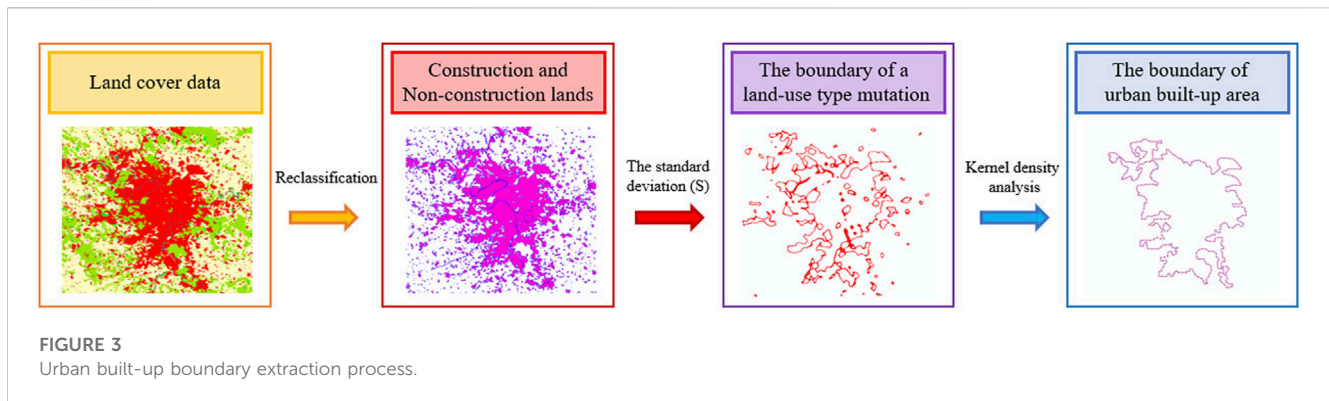 Land cover data
Reclassification
Construction and
Non-construction lands
The standard
deviation (S)
The boundary of a
land-use type mutation
Kernel density
analysis
The boundary of
urban built-up area
FIGURE 3
Urban built-up boundary extraction process.